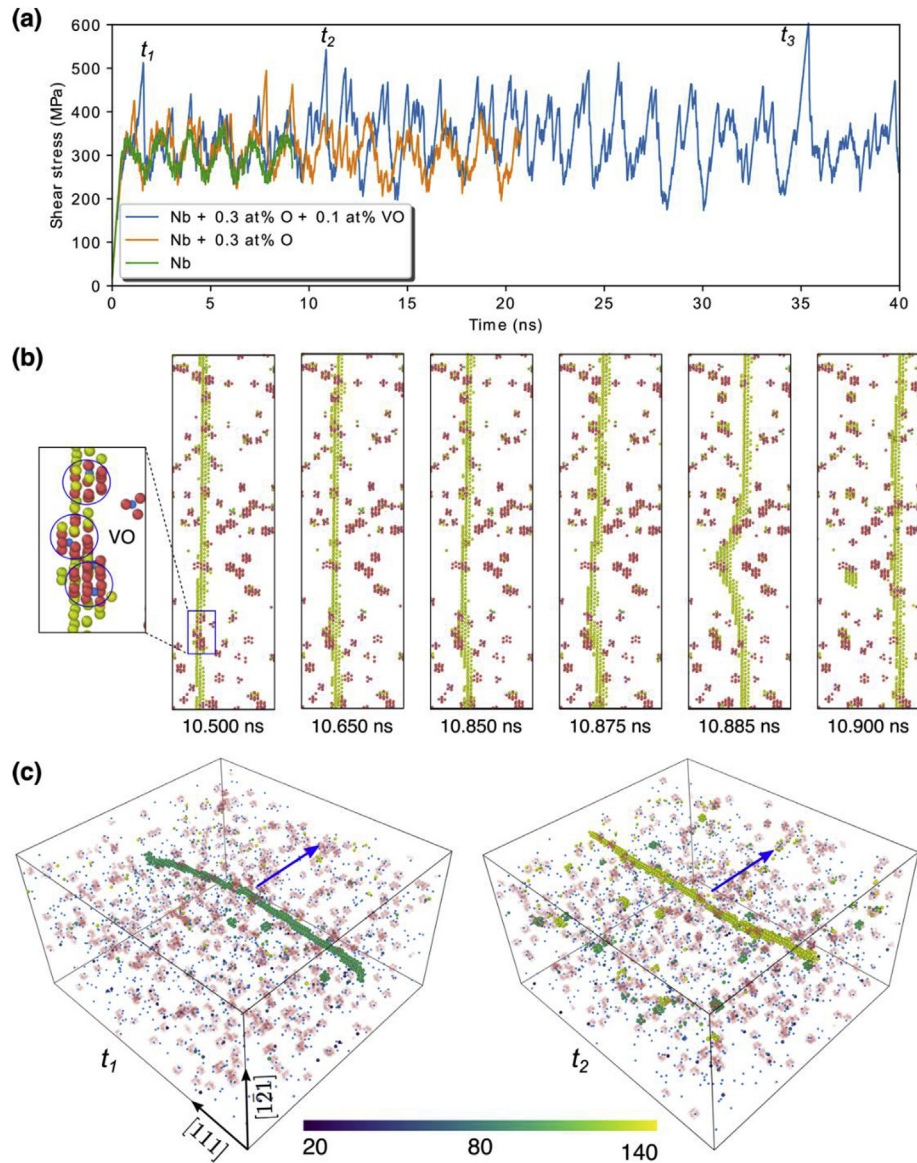 (a)
t1
t2
t3
Shear stress (MPa)
600
500
400
300
200
100
0
Nb + 0.3 at% O + 0.1 at% VO
Nb + 0.3 at% O
Nb
0 5 10 15 20 25 30 35 40
Time (ns)
(b)
VO
10.500 ns 10.650 ns 10.850 ns 10.875 ns 10.885 ns 10.900 ns
(c)
t1
[111]
[12̄1]
t2
20 80 140